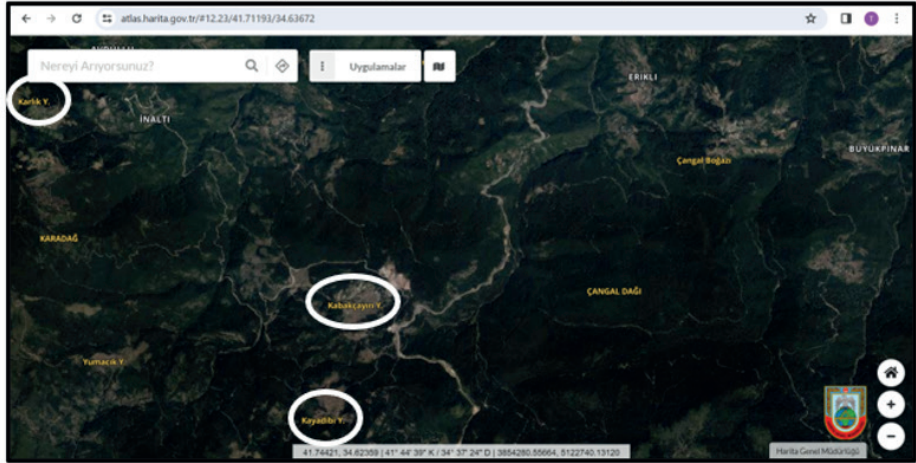 atlas.harita.gov.tr/#12.23/41.71193/34.63672
Nereyi Arıyorsunuz?
Uygulamalar
ERİKLİ
Karlık Y.
İNALTI
BÜYÜKPINAR
Çangal Boğazı
KARADAĞ
ÇANGAL DAĞI
Kabakçayırı Y.
Yumacık Y.
Kayadibi Y.
41.74421, 34.62359 | 41° 44' 39" K / 34° 37' 24" D | 3854280.55664, 5122740.13120
Harita Genel Müdürlüğü